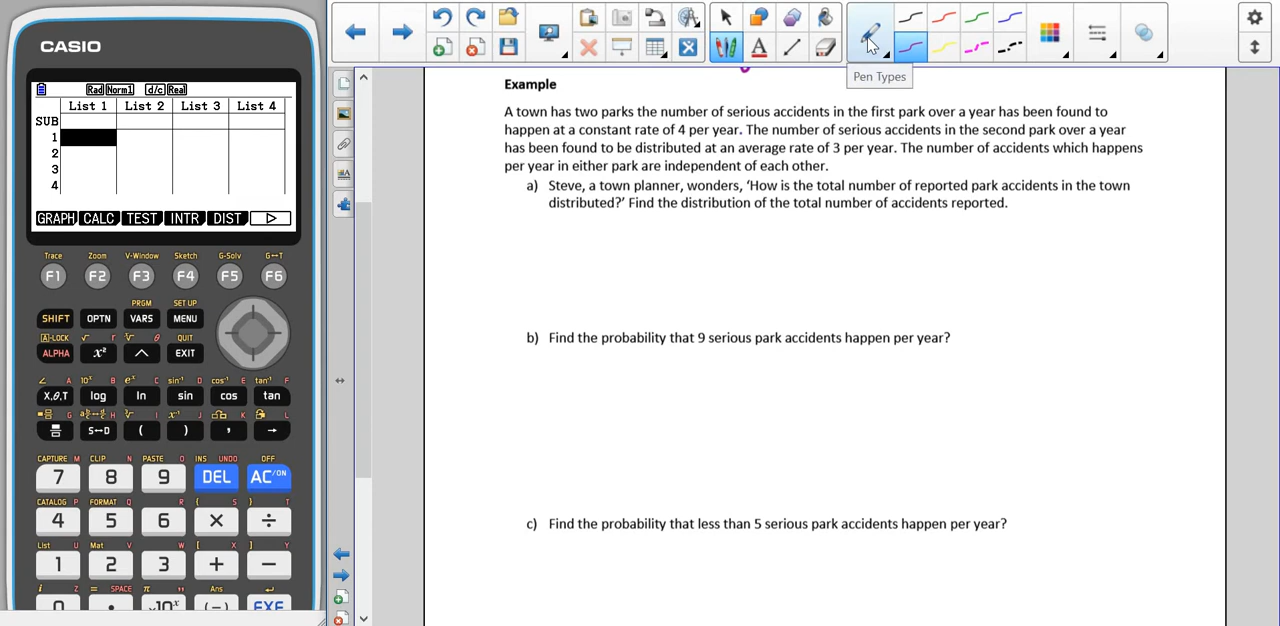 CASIO
Rad Norm1 d/c Real
List 1 List 2 List 3 List 4
SUB
1
2
3
4
GRAPH CALC TEST INTR DIST
Trace Zoom V-Window Sketch G-Solv G↔T
F1 F2 F3 F4 F5 F6
PRGM SET UP
SHIFT OPTN VARS MENU
A-LOCK √ r θ QUIT
ALPHA x² ^ EXIT
∠ A 10ˣ B eˣ C sin⁻¹ D cos⁻¹ E tan⁻¹ F
X,θ,T log ln sin cos tan
G H I x⁻¹ J K L
S↔D ( ) , →
CAPTURE M CLIP N PASTE O INS UNDO OFF
7 8 9 DEL AC/ON
CATALOG P FORMAT Q R { S } T
4 5 6 × ÷
List U Mat V W [ X ] Y
1 2 3 + −
i Z = SPACE π " Ans
0 . ×10ˣ (−) EXE
Pen Types
Example
A town has two parks the number of serious accidents in the first park over a year has been found to
happen at a constant rate of 4 per year. The number of serious accidents in the second park over a year
has been found to be distributed at an average rate of 3 per year. The number of accidents which happens
per year in either park are independent of each other.
a) Steve, a town planner, wonders, ‘How is the total number of reported park accidents in the town
distributed?’ Find the distribution of the total number of accidents reported.
b) Find the probability that 9 serious park accidents happen per year?
c) Find the probability that less than 5 serious park accidents happen per year?